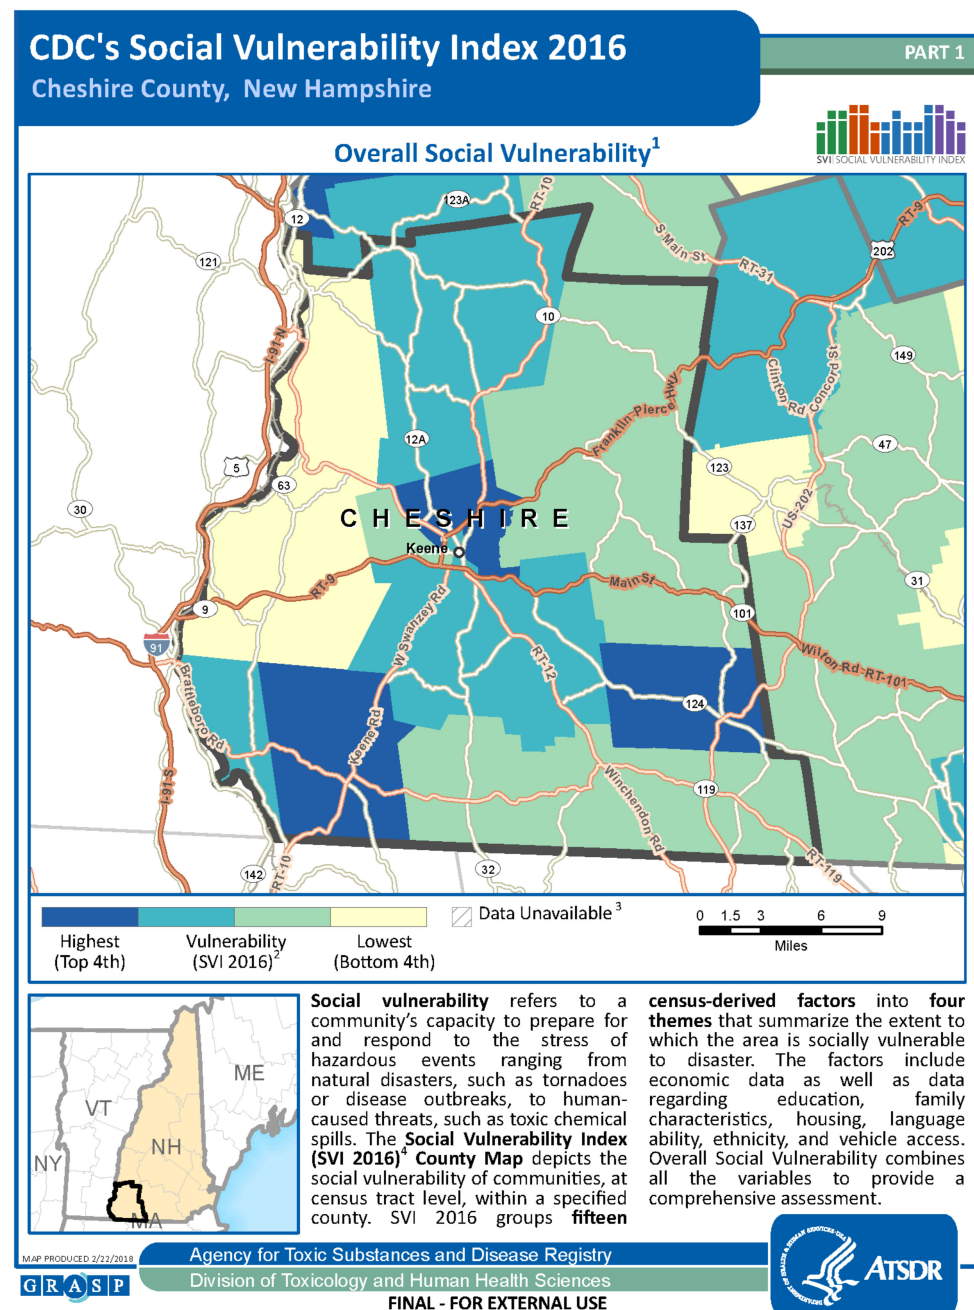 CDC's Social Vulnerability Index 2016
PART 1
Cheshire County, New Hampshire
SVI SOCIAL VULNERABILITY INDEX
Overall Social Vulnerability1
12
123A
RT-10
S Main St
RT-31
202
RT-9
121
I-91-N
10
149
Clinton Rd
Concord St
Franklin Pierce Hwy
12A
5
63
30
123
47
US-202
137
CHESHIRE
Keene
RT-9
9
91
Main St
101
31
W Swanzey Rd
RT-12
Wilton Rd-RT-101
Brattleboro Rd
Keene Rd
124
I-91-S
119
Winchendon Rd
RT-119
142
RT-10
32
Highest
(Top 4th)
Vulnerability
(SVI 2016)2
Lowest
(Bottom 4th)
Data Unavailable3
0 1.5 3 6 9
Miles
VT
ME
NH
NY
MA
Social vulnerability refers to a
community's capacity to prepare for
and respond to the stress of
hazardous events ranging from
natural disasters, such as tornadoes
or disease outbreaks, to human-
caused threats, such as toxic chemical
spills. The Social Vulnerability Index
(SVI 2016)4 County Map depicts the
social vulnerability of communities, at
census tract level, within a specified
county. SVI 2016 groups fifteen
census-derived factors into four
themes that summarize the extent to
which the area is socially vulnerable
to disaster. The factors include
economic data as well as data
regarding education, family
characteristics, housing, language
ability, ethnicity, and vehicle access.
Overall Social Vulnerability combines
all the variables to provide a
comprehensive assessment.
MAP PRODUCED 2/22/2018
Agency for Toxic Substances and Disease Registry
GRASP
Division of Toxicology and Human Health Sciences
DEPARTMENT OF HEALTH & HUMAN SERVICES•USA
ATSDR
FINAL - FOR EXTERNAL USE